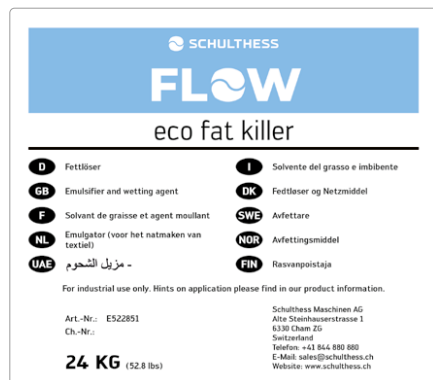 SCHULTHESS
FLOW
eco fat killer
D Fettlöser
GB Emulsifier and wetting agent
F Solvant de graisse et agent moullant
NL Emulgator (voor het natmaken van
textiel)
UAE مزيل الشحوم -
I Solvente del grasso e imbibente
DK Fedtløser og Netzmiddel
SWE Avfettare
NOR Avfettingsmiddel
FIN Rasvanpoistaja
For industrial use only. Hints on application please find in our product information.
Art.-Nr.: E522851
Ch.-Nr.:
24 KG (52.8 lbs)
Schulthess Maschinen AG
Alte Steinhauserstrasse 1
6330 Cham ZG
Switzerland
Telefon: +41 844 880 880
E-Mail: sales@schulthess.ch
Website: www.schulthess.ch